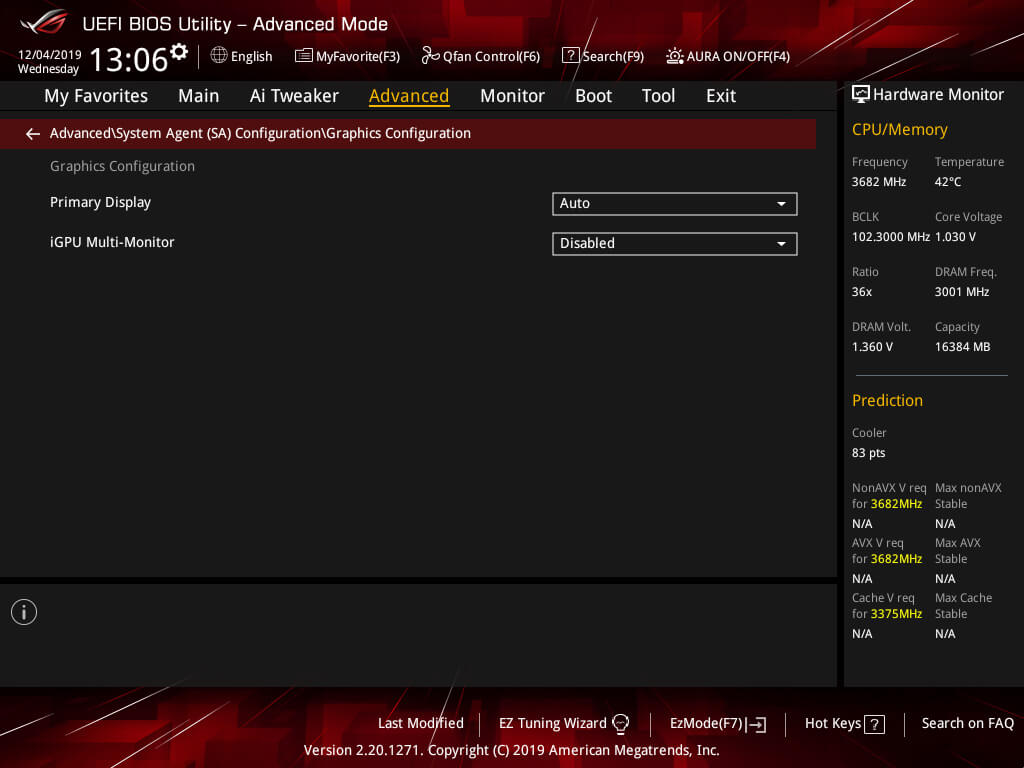 UEFI BIOS Utility – Advanced Mode
12/04/2019
Wednesday
13:06
English
MyFavorite(F3)
Qfan Control(F6)
? Search(F9)
AURA ON/OFF(F4)
My Favorites Main Ai Tweaker Advanced Monitor Boot Tool Exit
Advanced\System Agent (SA) Configuration\Graphics Configuration
Graphics Configuration
Primary Display Auto
iGPU Multi-Monitor Disabled
Hardware Monitor
CPU/Memory
Frequency Temperature
3682 MHz 42°C
BCLK Core Voltage
102.3000 MHz 1.030 V
Ratio DRAM Freq.
36x 3001 MHz
DRAM Volt. Capacity
1.360 V 16384 MB
Prediction
Cooler
83 pts
NonAVX V req Max nonAVX
for 3682MHz Stable
N/A N/A
AVX V req Max AVX
for 3682MHz Stable
N/A N/A
Cache V req Max Cache
for 3375MHz Stable
N/A N/A
i
Last Modified EZ Tuning Wizard EzMode(F7) Hot Keys ? Search on FAQ
Version 2.20.1271. Copyright (C) 2019 American Megatrends, Inc.